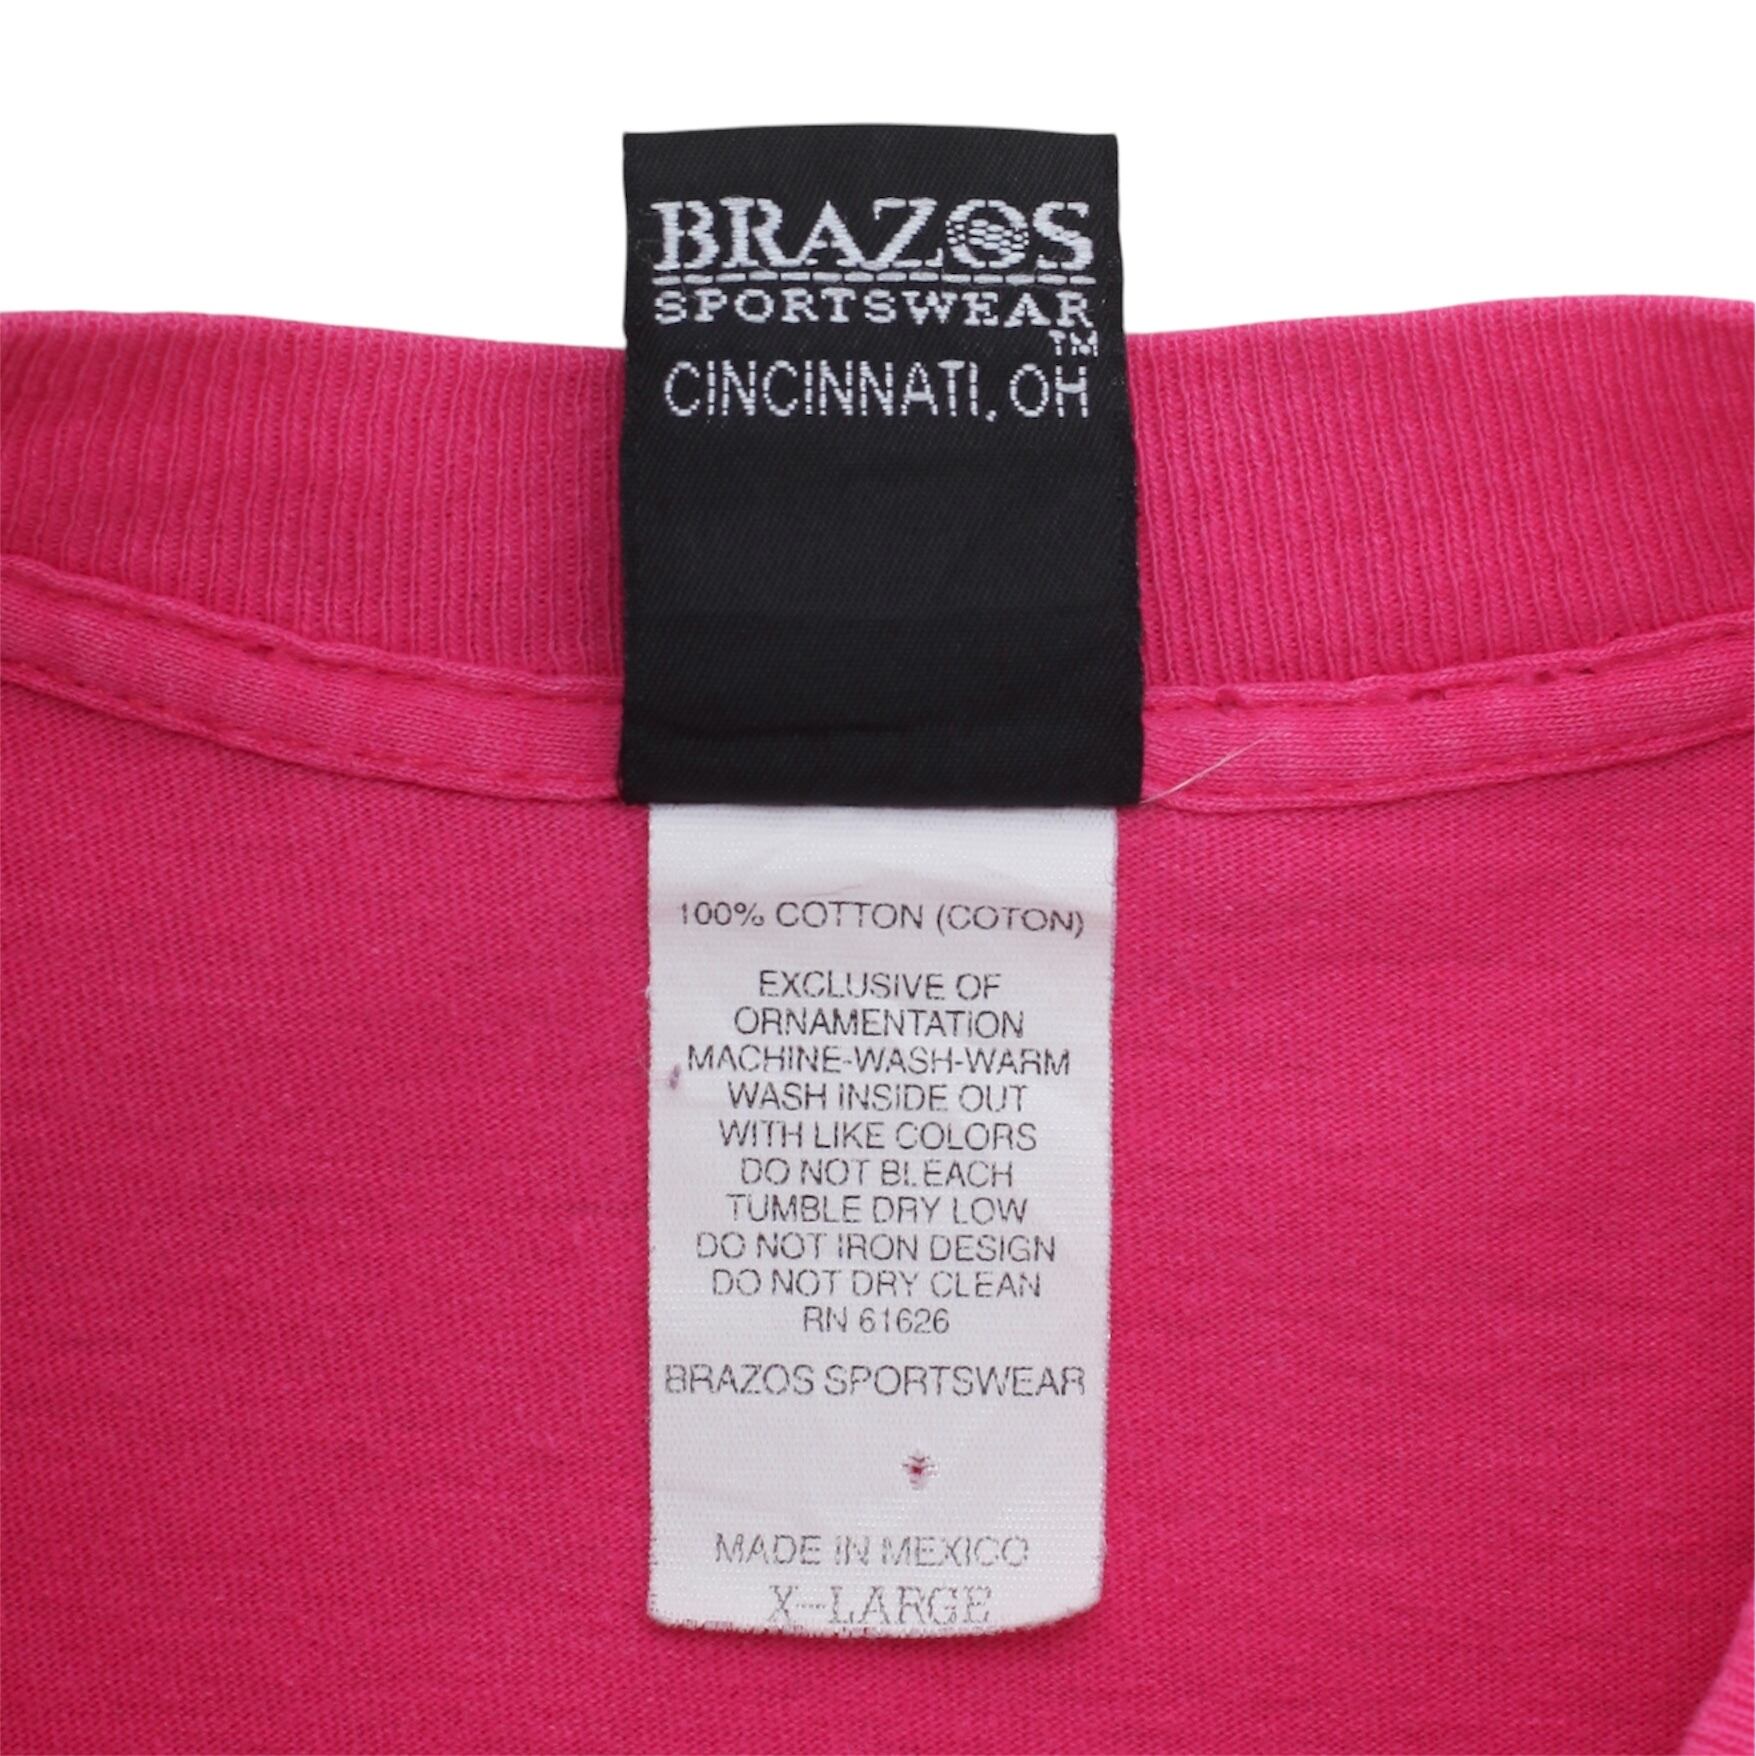 BRAZOS
SPORTSWEAR
TM
CINCINNATI, OH
100% COTTON (COTON)
EXCLUSIVE OF
ORNAMENTATION
MACHINE-WASH-WARM
WASH INSIDE OUT
WITH LIKE COLORS
DO NOT BLEACH
TUMBLE DRY LOW
DO NOT IRON DESIGN
DO NOT DRY CLEAN
RN 61626
BRAZOS SPORTSWEAR
MADE IN MEXICO
X-LARGE